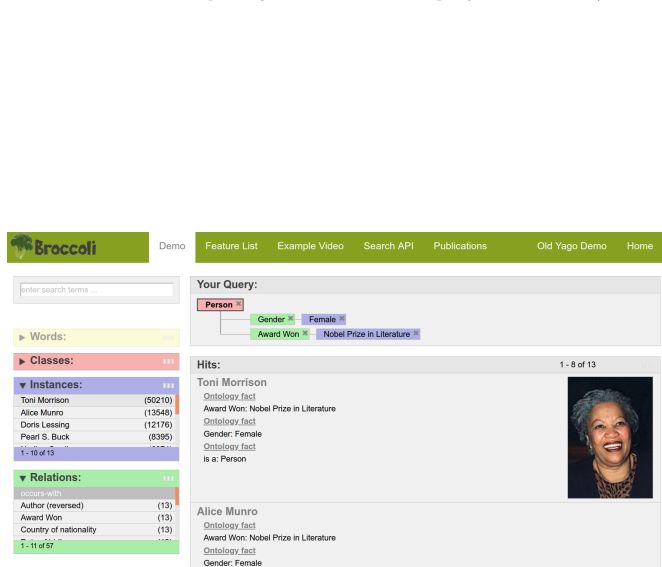 Broccoli
Demo
Feature List
Example Video
Search API
Publications
Old Yago Demo
Home
enter search terms ...
Words:
Classes:
Instances:
Toni Morrison (50210)
Alice Munro (13548)
Doris Lessing (12176)
Pearl S. Buck (8395)
1 - 10 of 13
Relations:
occurs-with
Author (reversed) (13)
Award Won (13)
Country of nationality (13)
1 - 11 of 57
Your Query:
Person
Gender Female
Award Won Nobel Prize in Literature
Hits: 1 - 8 of 13
Toni Morrison
Ontology fact
Award Won: Nobel Prize in Literature
Ontology fact
Gender: Female
is a: Person
Alice Munro
Ontology fact
Award Won: Nobel Prize in Literature
Ontology fact
Gender: Female